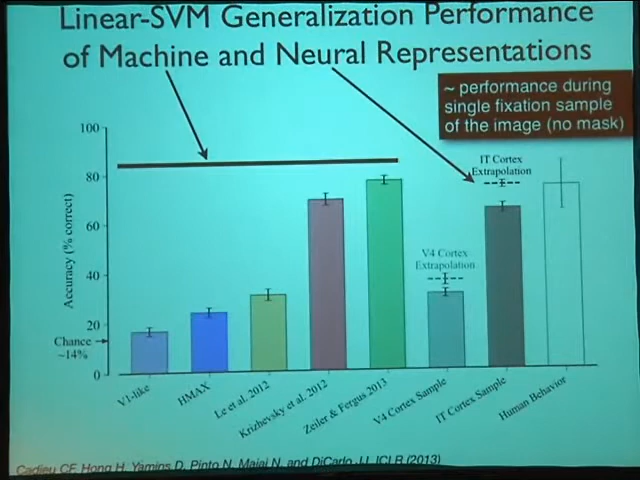 Linear-SVM Generalization Performance
of Machine and Neural Representations
~ performance during
single fixation sample
of the image (no mask)
100
80
60
40
20
0
Accuracy (% correct)
Chance
~14%
IT Cortex
Extrapolation
V4 Cortex
Extrapolation
V1-like
HMAX
Le et al. 2012
Krizhevsky et al. 2012
Zeiler & Fergus 2013
V4 Cortex Sample
IT Cortex Sample
Human Behavior
Cadieu CF, Hong H, Yamins D, Pinto N, Majaj N, and DiCarlo JJ, ICLR (2013)